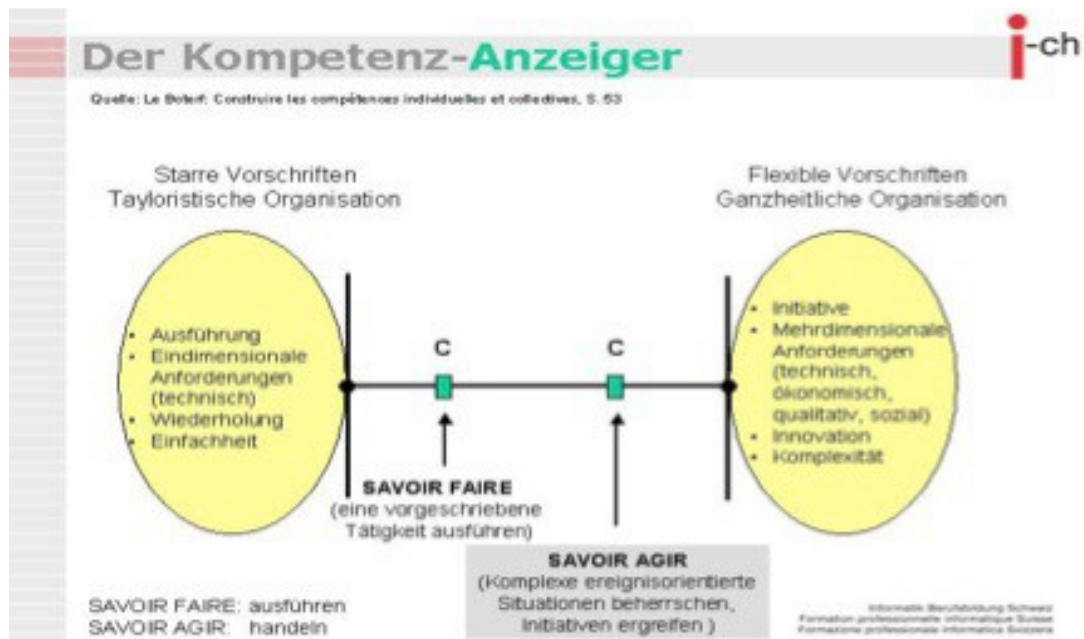 Der Kompetenz-Anzeiger
i-ch
Quelle: Le Boterf: Construire les compétences individuelles et collectives, S. 53
Starre Vorschriften
Tayloristische Organisation
Flexible Vorschriften
Ganzheitliche Organisation
• Ausführung
• Eindimensionale
Anforderungen
(technisch)
• Wiederholung
• Einfachheit
C
C
• Initiative
• Mehrdimensionale
Anforderungen
(technisch,
ökonomisch,
qualitativ, sozial)
• Innovation
• Komplexität
SAVOIR FAIRE
(eine vorgeschriebene
Tätigkeit ausführen)
SAVOIR AGIR
(Komplexe ereignisorientierte
Situationen beherrschen,
Initiativen ergreifen )
SAVOIR FAIRE: ausführen
SAVOIR AGIR: handeln
Informatik Berufsbildung Schweiz
Formation professionelle informatique Suisse
Formazione professionale informatica Svizzera